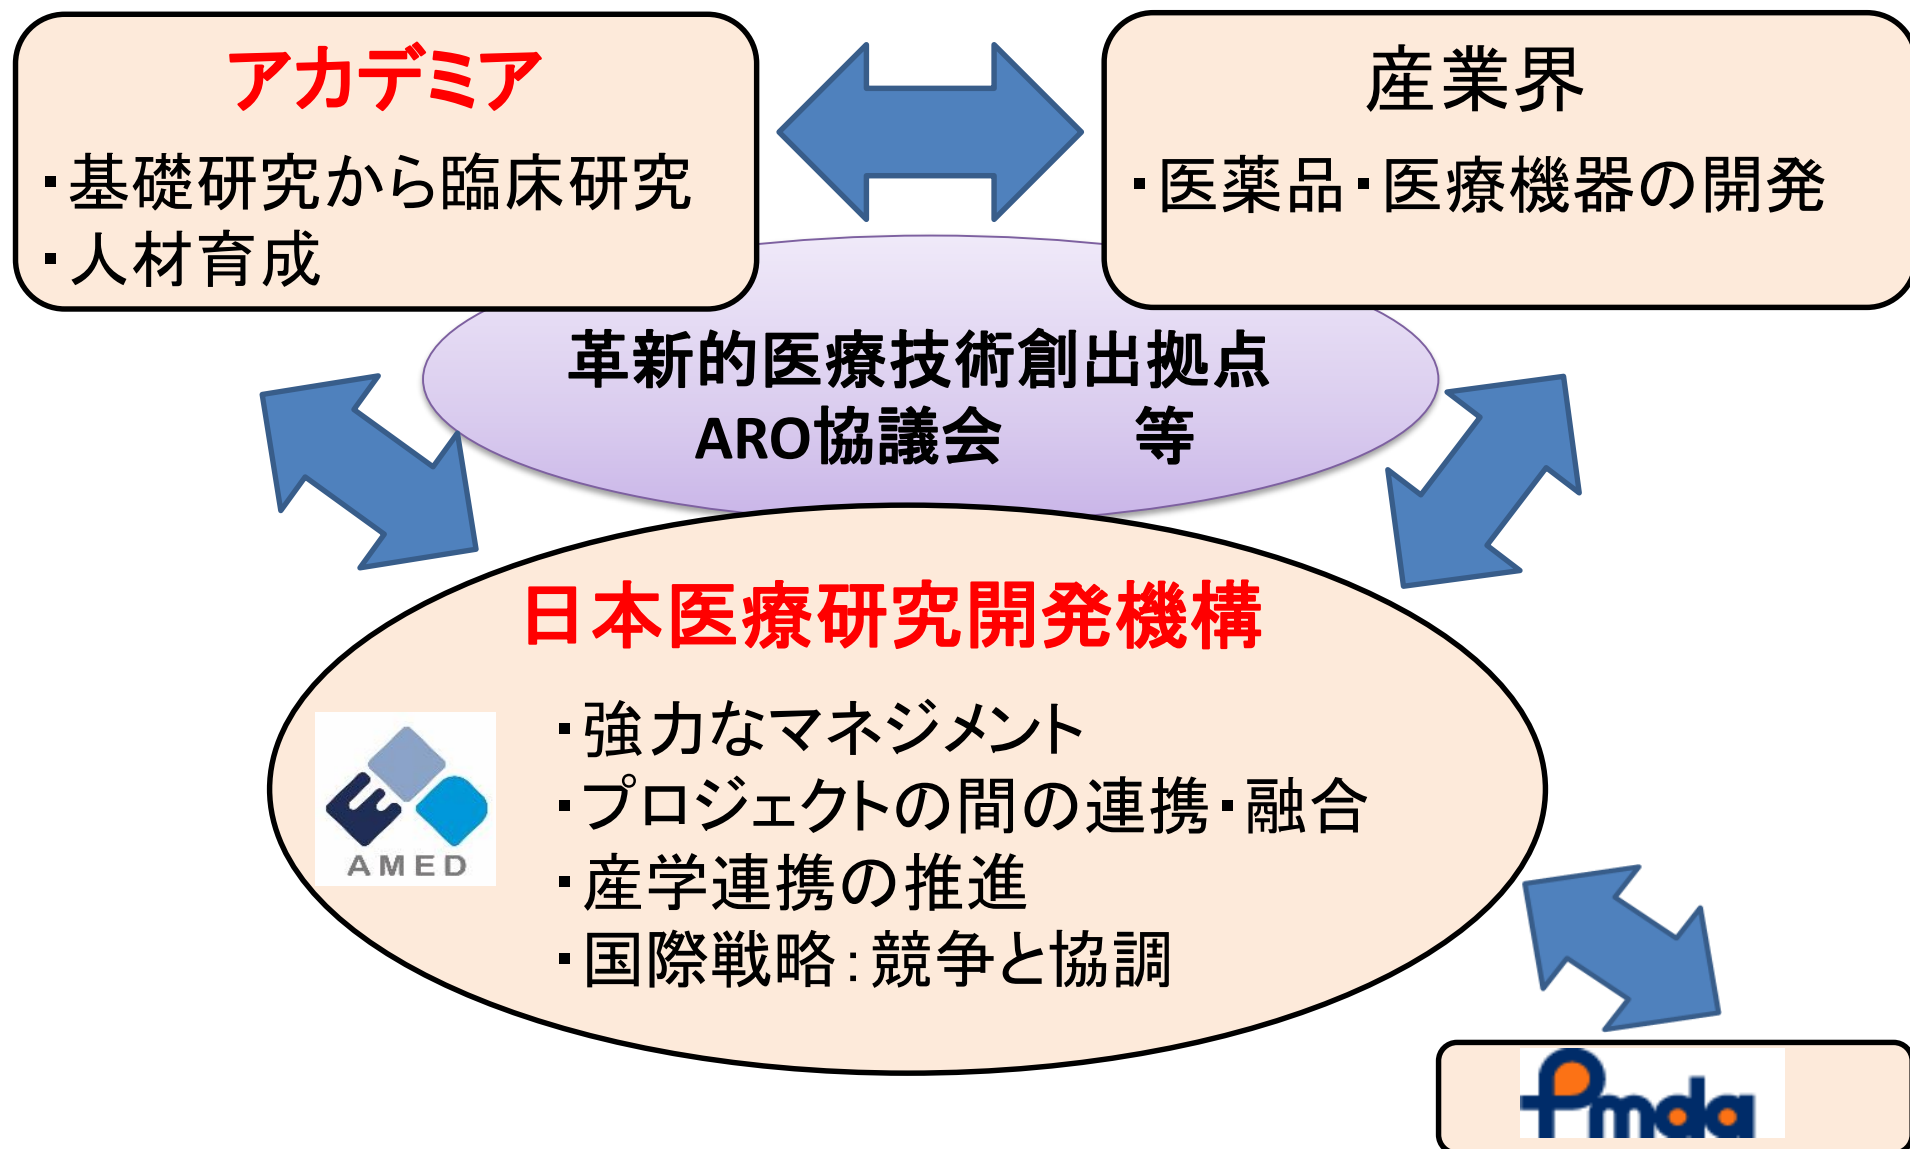 アカデミア
・基礎研究から臨床研究
・人材育成
産業界
・医薬品・医療機器の開発
革新的医療技術創出拠点
ARO協議会　　等
日本医療研究開発機構
・強力なマネジメント
・プロジェクトの間の連携・融合
・産学連携の推進
・国際戦略：競争と協調
AMED
Pmda